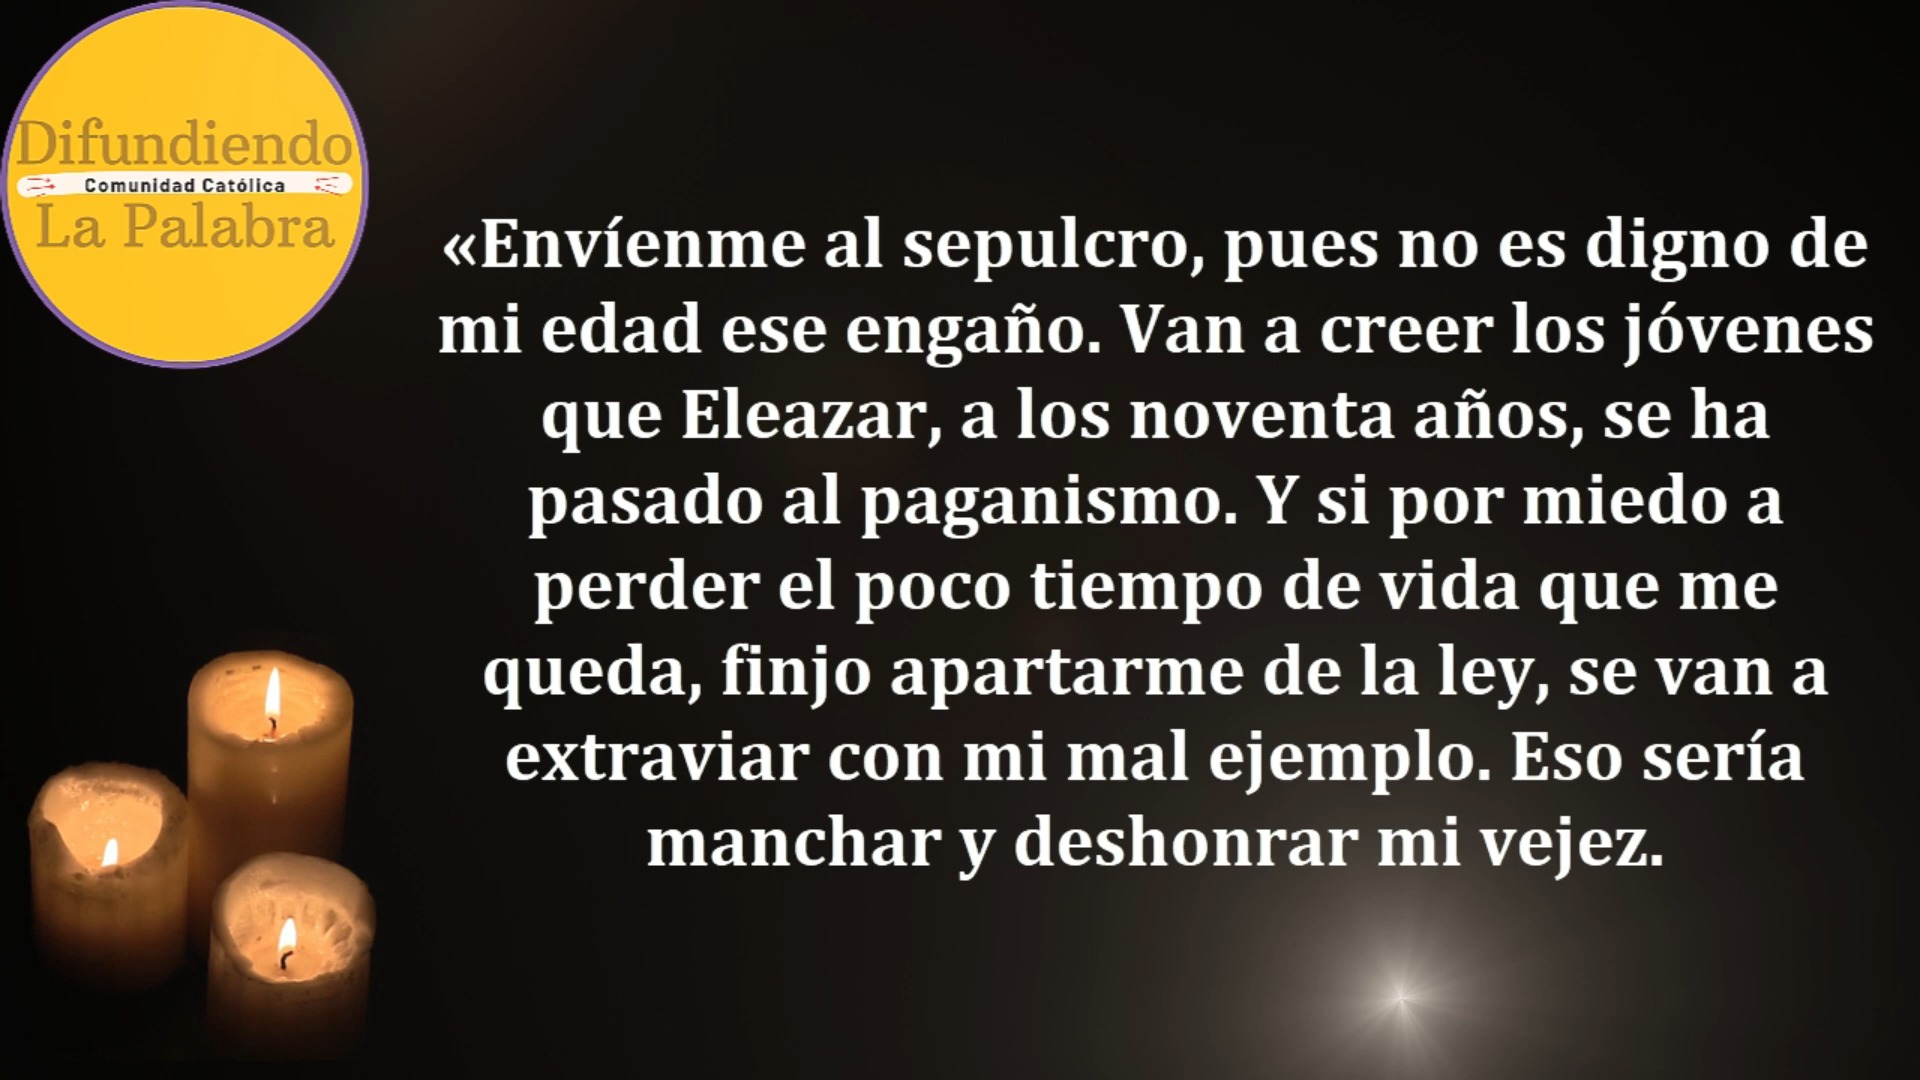 Difundiendo
Comunidad Católica
La Palabra
«Envíenme al sepulcro, pues no es digno de
mi edad ese engaño. Van a creer los jóvenes
que Eleazar, a los noventa años, se ha
pasado al paganismo. Y si por miedo a
perder el poco tiempo de vida que me
queda, finjo apartarme de la ley, se van a
extraviar con mi mal ejemplo. Eso sería
manchar y deshonrar mi vejez.